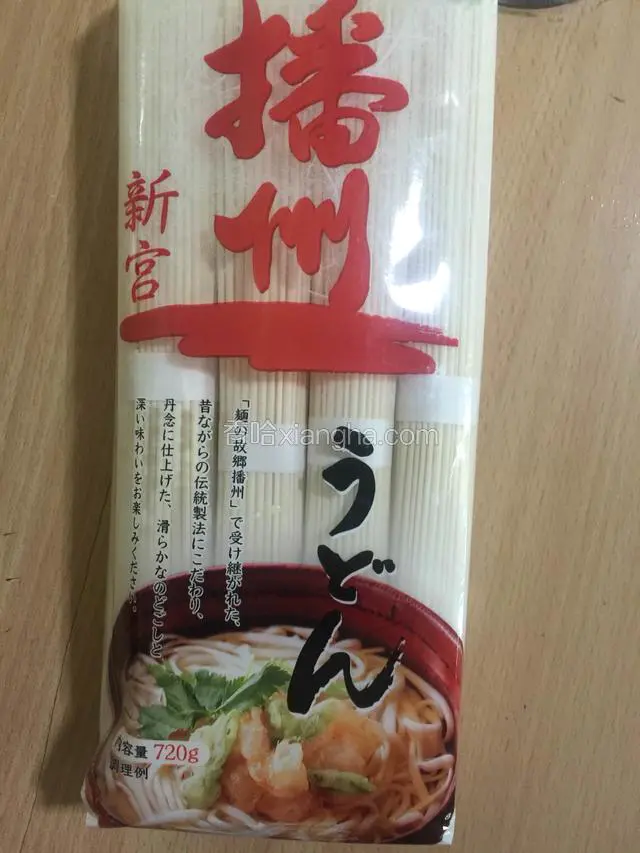 播州
新宮
「麺の故郷播州」で受け継がれた、
昔ながらの伝統製法にこだわり、
丹念に仕上げた、滑らかなのどごしと
深い味わいをお楽しみください。
うどん
内容量 720g
調理例
香哈xiangha.com